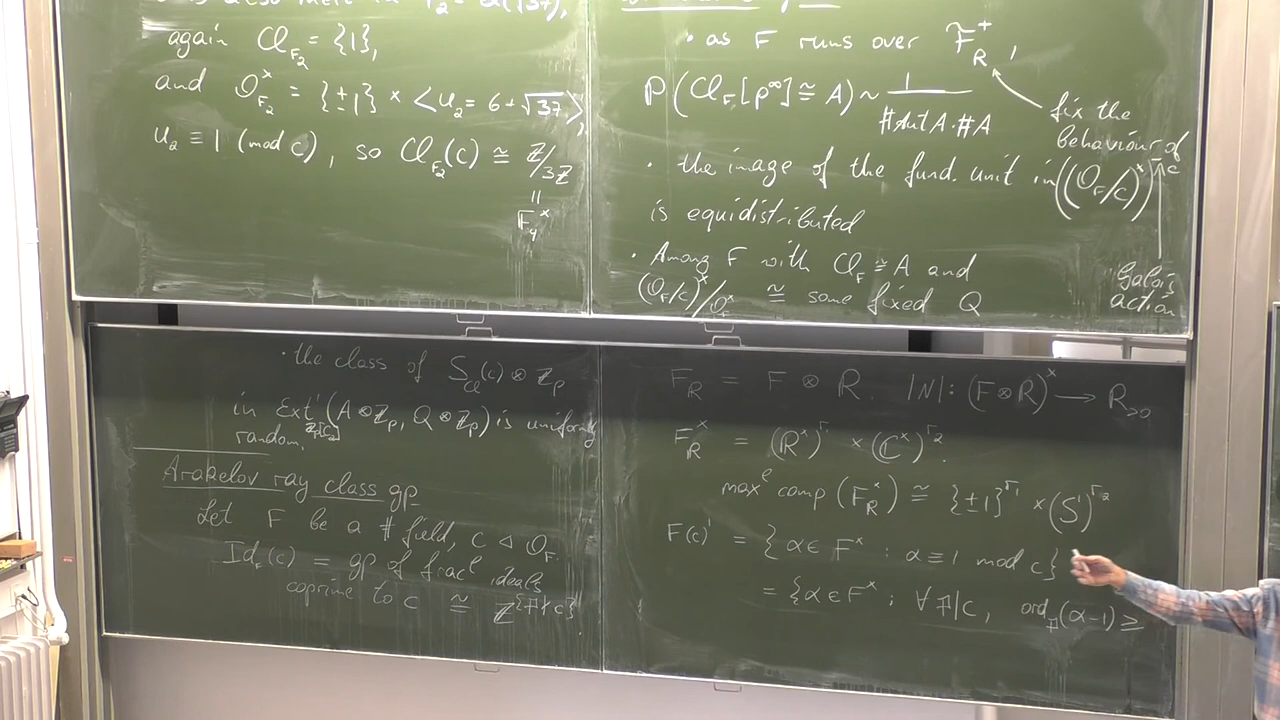 again Cl_{F_2} = {1},
and O_{F_2}^× = {±1} × <u_2 = 6 + √37>,
u_2 ≡ 1 (mod c), so Cl_{F_2}(c) ≅ Z/3Z
=
F_4^×
• as F runs over F_R^+,
P(Cl_F[p^∞] ≅ A) ~ 1/(#Aut A · #A)
fix the
behaviour of
• the image of the fund. unit in ((O_F/c)^×)
is equidistributed
• Among F with Cl_F ≅ A and
(O_F/c)^×/O_F^× ≅ some fixed Q
Galois
action
• the class of S_{Cl}(c) ⊗ Z_p
in Ext^1_{Z_p[C_2]}(A ⊗ Z_p, Q ⊗ Z_p) is uniformly
random.
Arakelov ray class gp
Let F be a # field, c ◁ O_F.
Id_F(c) = gp of frac^l ideals
coprime to c ≅ Z^{{p∤c}}
F_R = F ⊗ R. |N|: (F⊗R)^× → R_{>0}
F_R^× = (R^×)^{r_1} × (C^×)^{r_2}.
max^l comp (F_R^×) ≅ {±1}^{r_1} × (S^1)^{r_2}
F(c)^1 = {α ∈ F^× : α ≡ 1 mod c}
= {α ∈ F^× : ∀ p|c, ord_p(α-1) ≥